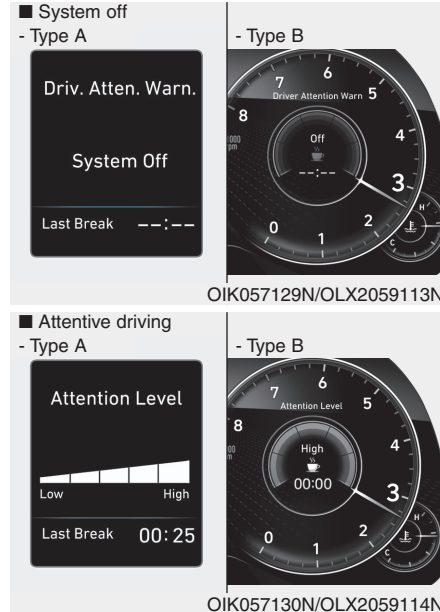 ■ System off
- Type A
Driv. Atten. Warn.
System Off
Last Break --:--
- Type B
Driver Attention Warn
Off
--:--
0
1
2
3
4
5
6
7
8
1000
rpm
H
C
OIK057129N/OLX2059113N
■ Attentive driving
- Type A
Attention Level
Low High
Last Break 00:25
- Type B
Attention Level
High
00:00
0
1
2
3
4
5
6
7
8
H
C
OIK057130N/OLX2059114N